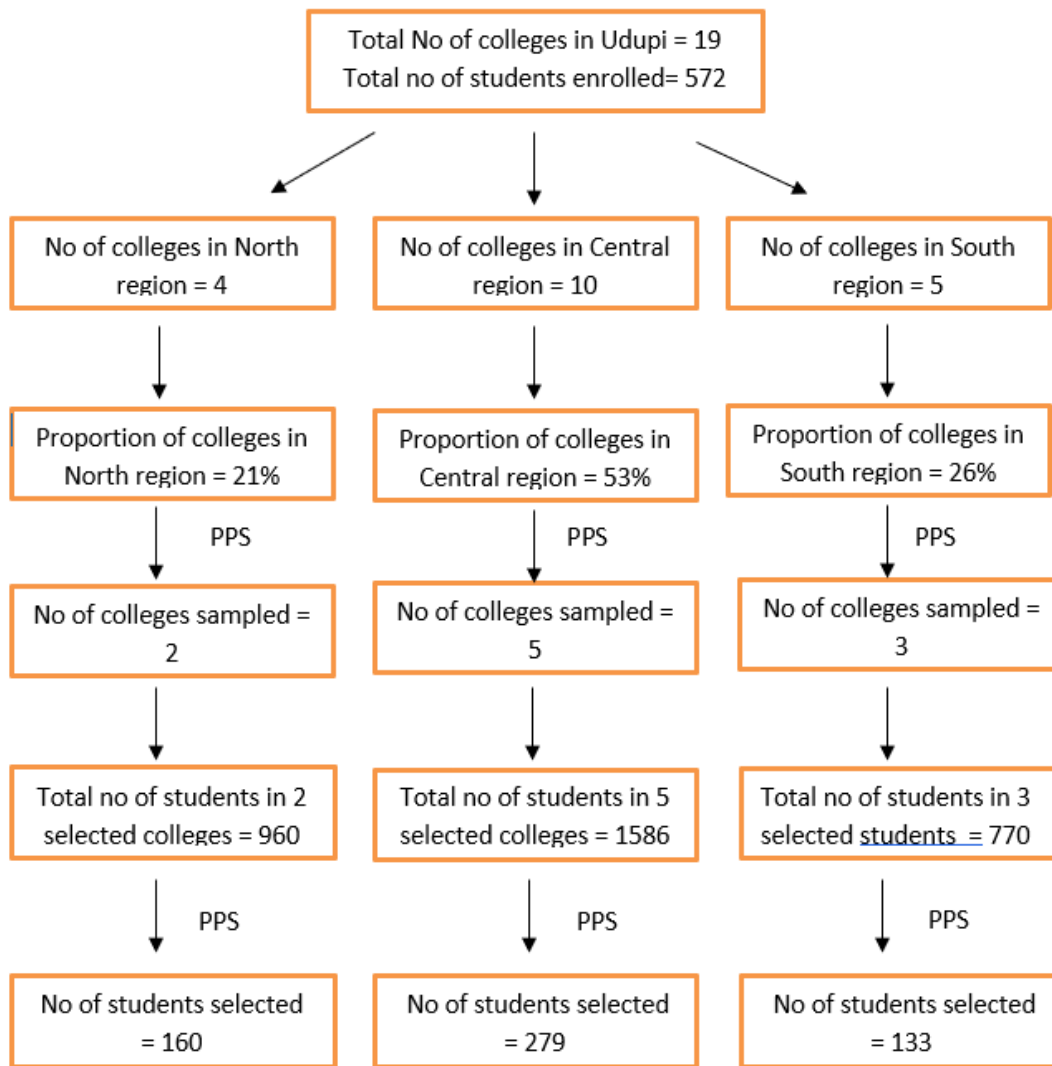 Total No of colleges in Udupi = 19
Total no of students enrolled= 572
No of colleges in North
region = 4
No of colleges in Central
region = 10
No of colleges in South
region = 5
Proportion of colleges in
North region = 21%
Proportion of colleges in
Central region = 53%
Proportion of colleges in
South region = 26%
PPS
PPS
PPS
No of colleges sampled =
2
No of colleges sampled =
5
No of colleges sampled =
3
Total no of students in 2
selected colleges = 960
Total no of students in 5
selected colleges = 1586
Total no of students in 3
selected students = 770
PPS
PPS
PPS
No of students selected
= 160
No of students selected
= 279
No of students selected
= 133